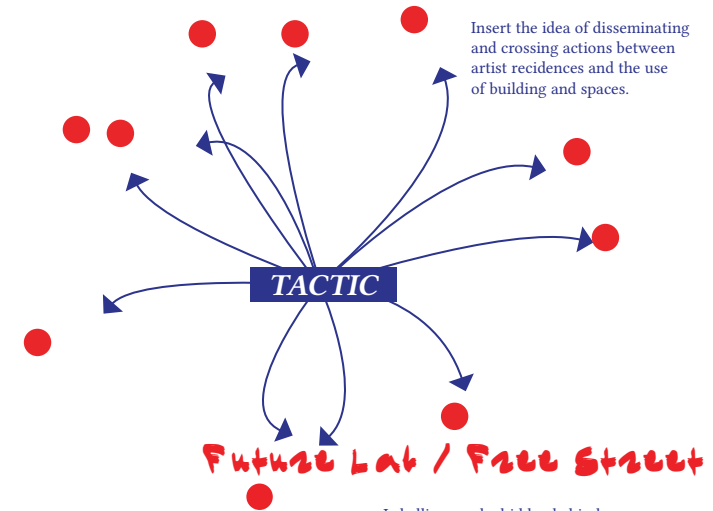 Insert the idea of disseminating
and crossing actions between
artist recidences and the use
of building and spaces.
TACTIC
Future Lab / Free Street